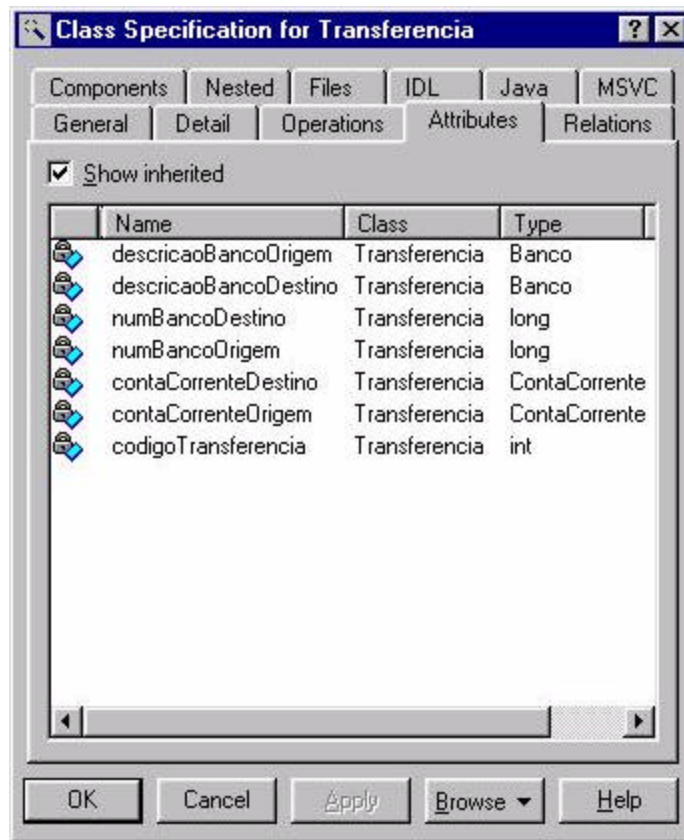 Class Specification for Transferencia
Components Nested Files IDL Java MSVC
General Detail Operations Attributes Relations
Show inherited
Name Class Type
descricaoBancoOrigem Transferencia Banco
descricaoBancoDestino Transferencia Banco
numBancoDestino Transferencia long
numBancoOrigem Transferencia long
contaCorrenteDestino Transferencia ContaCorrente
contaCorrenteOrigem Transferencia ContaCorrente
codigoTransferencia Transferencia int
OK Cancel Apply Browse Help